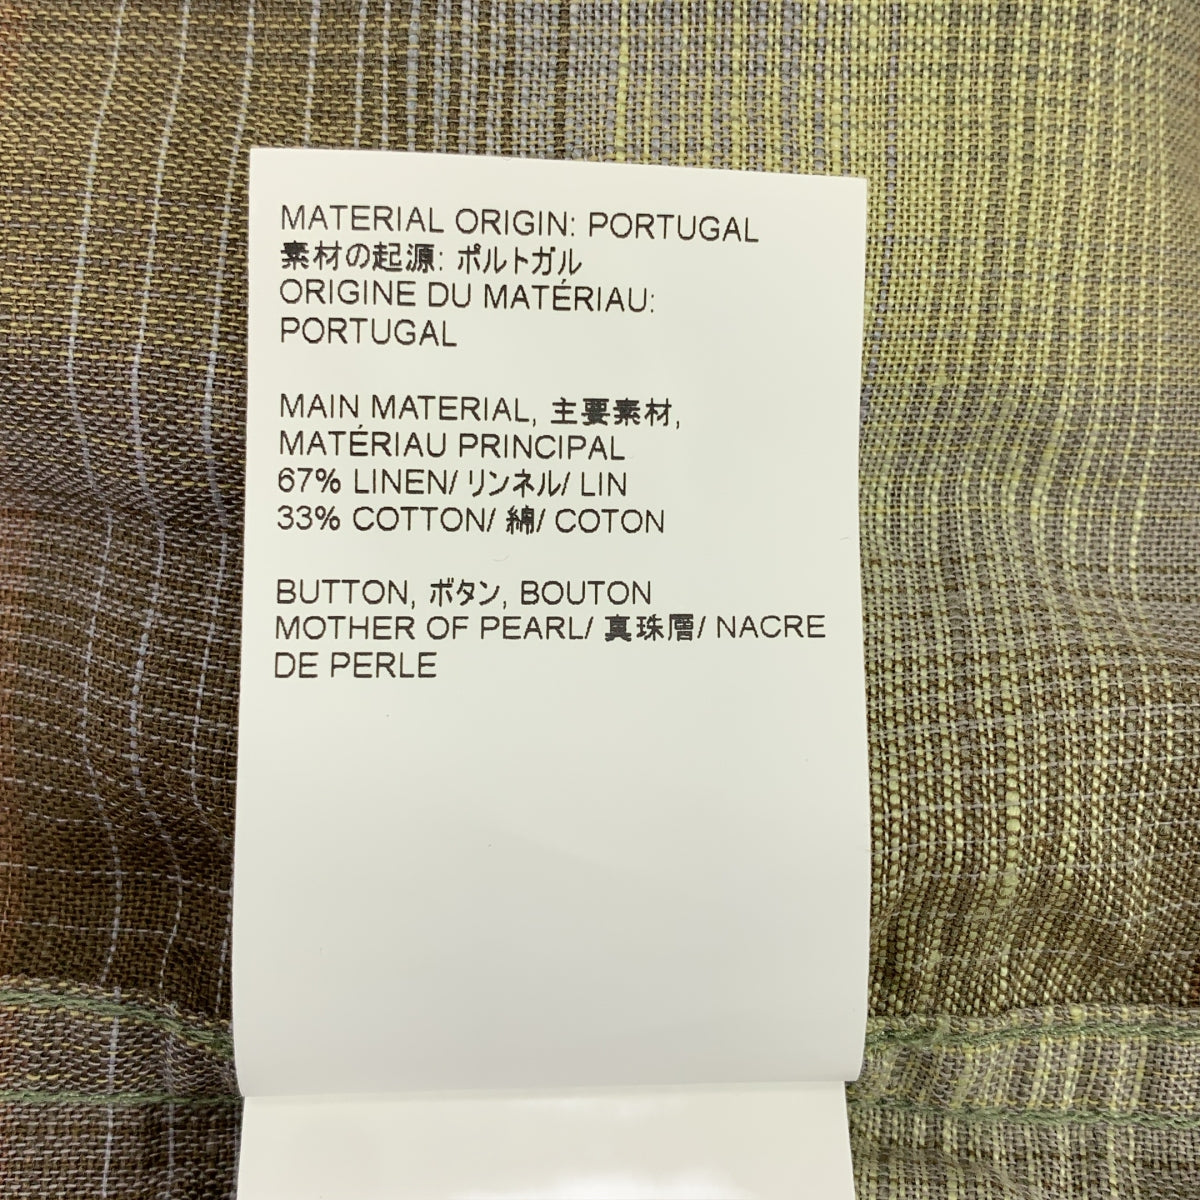 MATERIAL ORIGIN: PORTUGAL
素材の起源: ポルトガル
ORIGINE DU MATÉRIAU:
PORTUGAL
MAIN MATERIAL, 主要素材,
MATÉRIAU PRINCIPAL
67% LINEN/ リンネル/ LIN
33% COTTON/ 綿/ COTON
BUTTON, ボタン, BOUTON
MOTHER OF PEARL/ 真珠層/ NACRE
DE PERLE